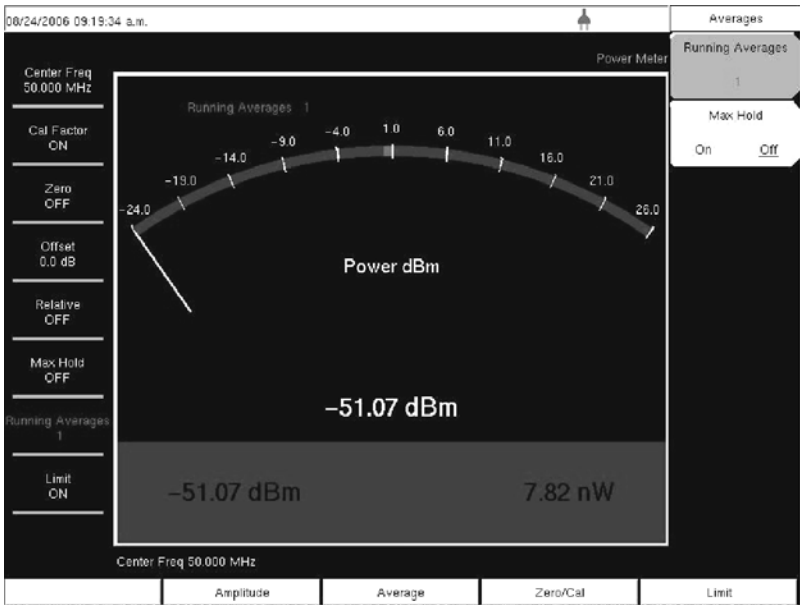 08/24/2006 09:19:34 a.m.
Averages
Power Meter
Running Averages
1
Max Hold
On Off
Center Freq
50.000 MHz
Cal Factor
ON
Zero
OFF
Offset
0.0 dB
Relative
OFF
Max Hold
OFF
Running Averages
1
Limit
ON
Running Averages 1
-24.0 -19.0 -14.0 -9.0 -4.0 1.0 6.0 11.0 16.0 21.0 26.0
Power dBm
-51.07 dBm
-51.07 dBm 7.82 nW
Center Freq 50.000 MHz
Amplitude Average Zero/Cal Limit